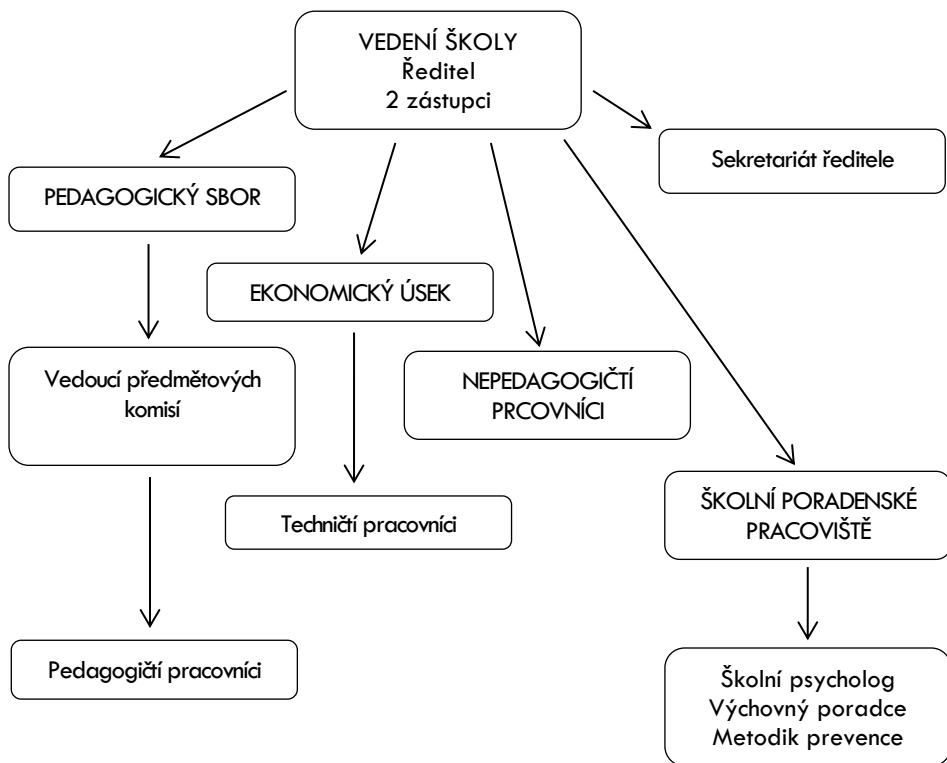 VEDENÍ ŠKOLY
Ředitel
2 zástupci
Sekretariát ředitele
PEDAGOGICKÝ SBOR
EKONOMICKÝ ÚSEK
Vedoucí předmětových
komisí
NEPEDAGOGIČTÍ
PRCOVNÍCI
Techničtí pracovníci
ŠKOLNÍ PORADENSKÉ
PRACOVIŠTĚ
Pedagogičtí pracovníci
Školní psycholog
Výchovný poradce
Metodik prevence